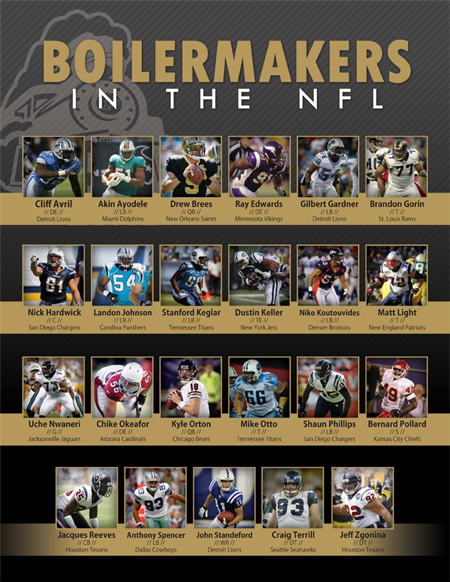 BOILERMAKERS
IN THE NFL
Cliff Avril
// DE //
Detroit Lions
Akin Ayodele
// LB //
Miami Dolphins
Drew Brees
// QB //
New Orleans Saints
Ray Edwards
// DE //
Minnesota Vikings
Gilbert Gardner
// LB //
Detroit Lions
Brandon Gorin
// T //
St. Louis Rams
Nick Hardwick
// C //
San Diego Chargers
Landon Johnson
// LB //
Carolina Panthers
Stanford Keglar
// LB //
Tennessee Titans
Dustin Keller
// TE //
New York Jets
Niko Koutouvides
// LB //
Denver Broncos
Matt Light
// T //
New England Patriots
Uche Nwaneri
// G //
Jacksonville Jaguars
Chike Okeafor
// DE //
Arizona Cardinals
Kyle Orton
// QB //
Chicago Bears
Mike Otto
// T //
Tennessee Titans
Shaun Phillips
// LB //
San Diego Chargers
Bernard Pollard
// S //
Kansas City Chiefs
Jacques Reeves
// CB //
Houston Texans
Anthony Spencer
// LB //
Dallas Cowboys
John Standeford
// WR //
Detroit Lions
Craig Terrill
// DT //
Seattle Seahawks
Jeff Zgonina
// DT //
Houston Texans